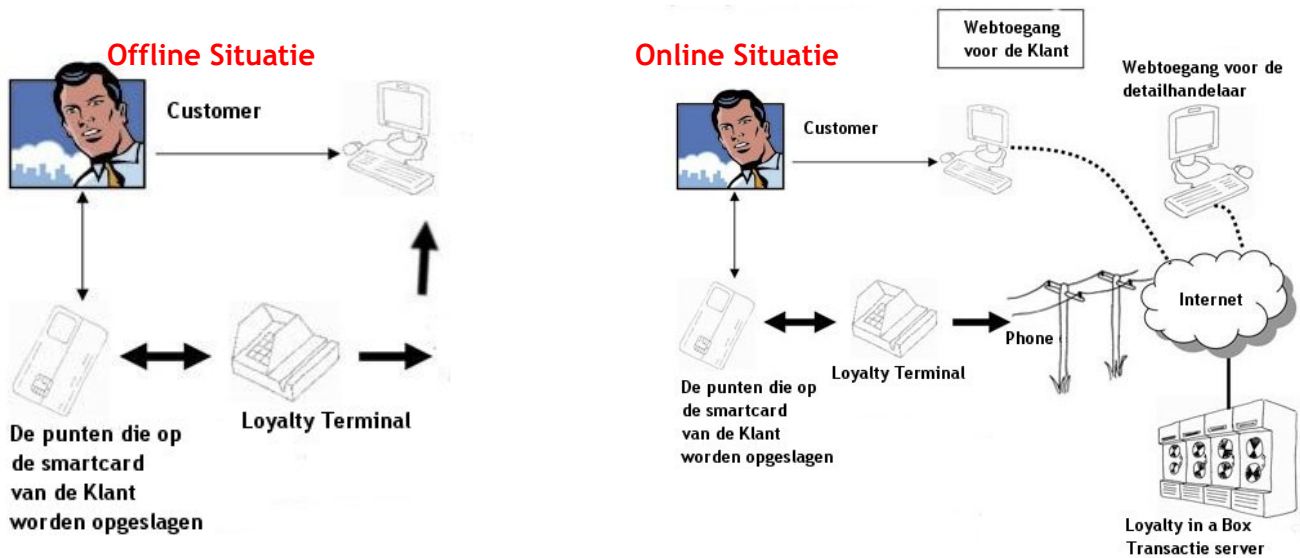 Offline Situatie
Customer
Loyalty Terminal
De punten die op
de smartcard
van de Klant
worden opgeslagen
Online Situatie
Webtoegang
voor de Klant
Webtoegang voor de
detailhandelaar
Customer
Internet
Phone
Loyalty Terminal
De punten die op
de smartcard
van de Klant
worden opgeslagen
Loyalty in a Box
Transactie server